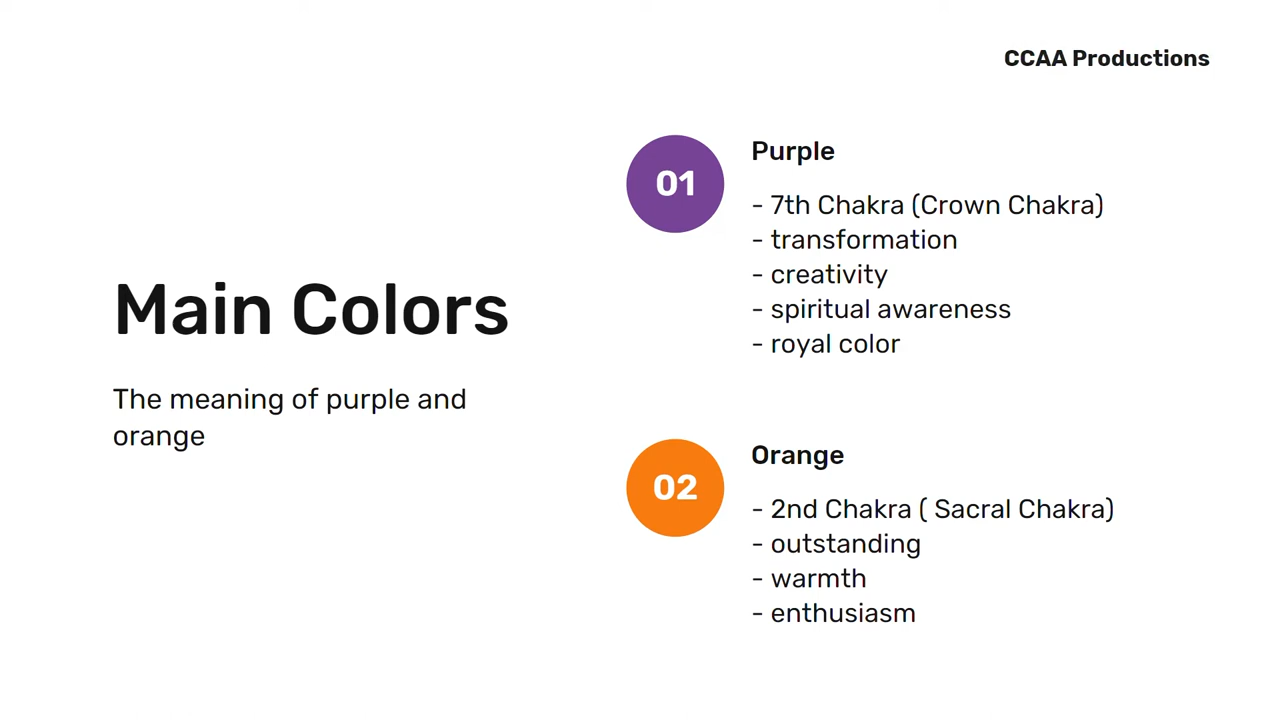 CCAA Productions
Main Colors
The meaning of purple and
orange
01
Purple
- 7th Chakra (Crown Chakra)
- transformation
- creativity
- spiritual awareness
- royal color
02
Orange
- 2nd Chakra ( Sacral Chakra)
- outstanding
- warmth
- enthusiasm